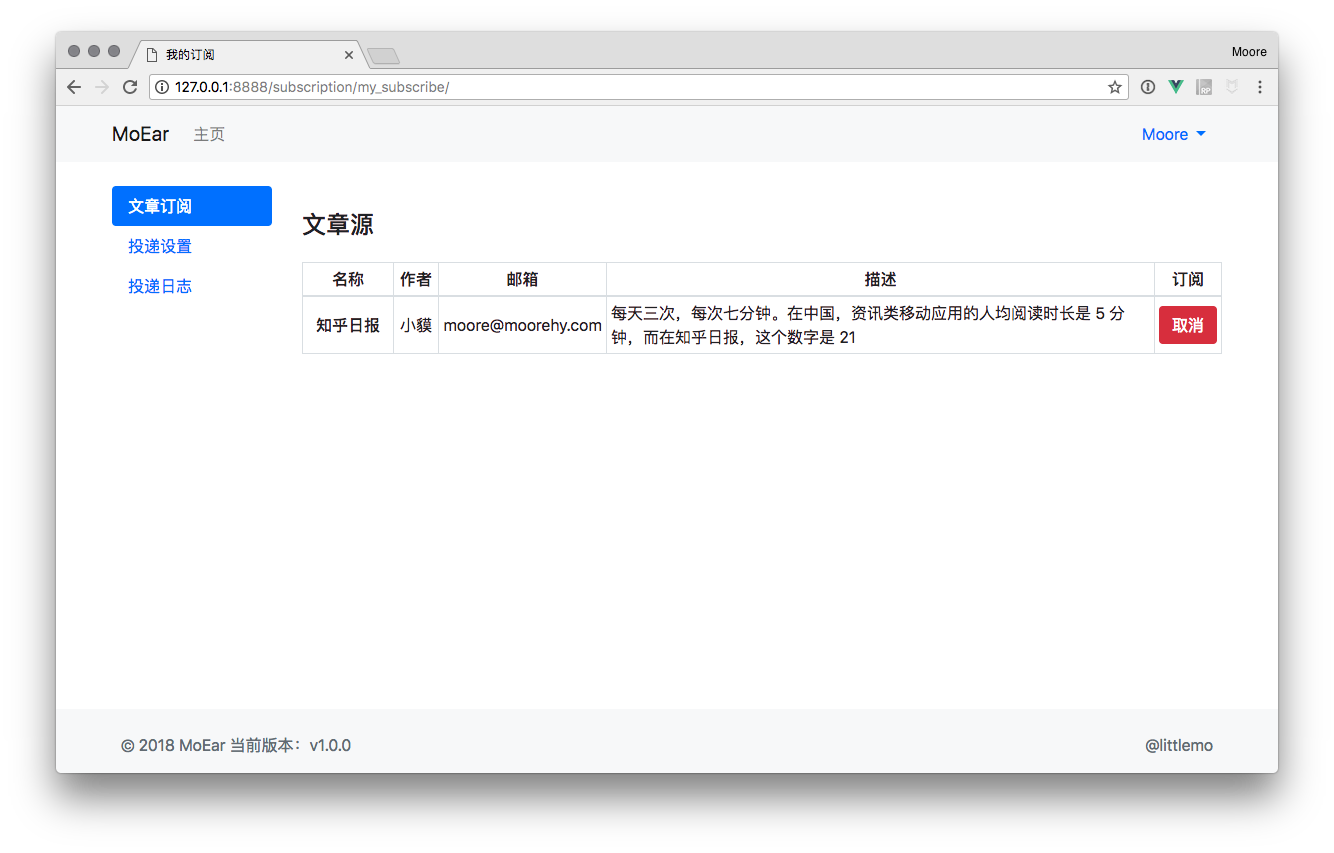 我的订阅
Moore
127.0.0.1:8888/subscription/my_subscribe/
RP
MoEar 主页 Moore
文章订阅
投递设置
投递日志
文章源
名称 作者 邮箱 描述 订阅
知乎日报 小貘 moore@moorehy.com 每天三次，每次七分钟。在中国，资讯类移动应用的人均阅读时长是 5 分
钟，而在知乎日报，这个数字是 21 取消
© 2018 MoEar 当前版本：v1.0.0 @littlemo